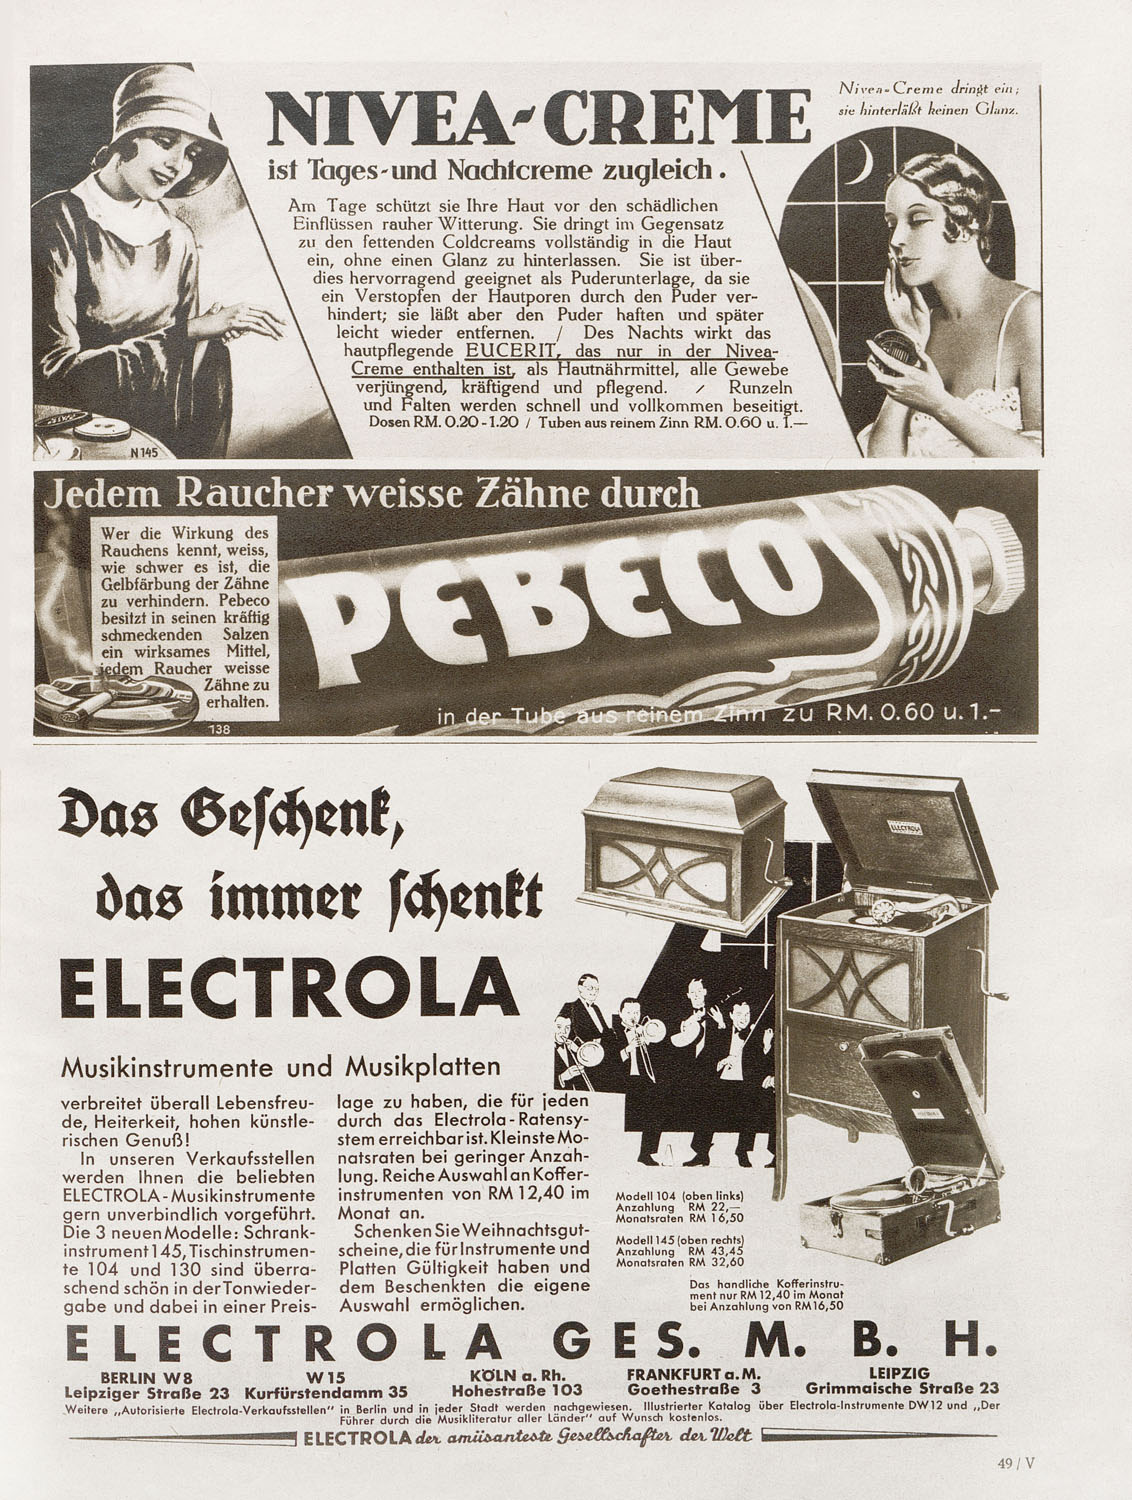 NIVEA-CREME
ist Tages- und Nachtcreme zugleich.
Nivea-Creme dringt ein;
sie hinterläßt keinen Glanz.
Am Tage schützt sie Ihre Haut vor den schädlichen
Einflüssen rauher Witterung. Sie dringt im Gegensatz
zu den fettenden Coldcreams vollständig in die Haut
ein, ohne einen Glanz zu hinterlassen. Sie ist über-
dies hervorragend geeignet als Puderunterlage, da sie
ein Verstopfen der Hautporen durch den Puder ver-
hindert; sie läßt aber den Puder haften und später
leicht wieder entfernen. / Des Nachts wirkt das
hautpflegende EUCERIT, das nur in der Nivea-
Creme enthalten ist, als Hautnährmittel, alle Gewebe
verjüngend, kräftigend und pflegend. / Runzeln
und Falten werden schnell und vollkommen beseitigt.
Dosen RM. 0.20-1.20 / Tuben aus reinem Zinn RM. 0.60 u. 1.—
N 145
Jedem Raucher weisse Zähne durch
PEBECO
Wer die Wirkung des
Rauchens kennt, weiss,
wie schwer es ist, die
Gelbfärbung der Zähne
zu verhindern. Pebeco
besitzt in seinen kräftig
schmeckenden Salzen
ein wirksames Mittel,
jedem Raucher weisse
Zähne zu
erhalten.
138
in der Tube aus reinem Zinn zu RM. 0.60 u. 1.-
Das Geschenk,
das immer schenkt
ELECTROLA
ELECTROLA
Musikinstrumente und Musikplatten
verbreitet überall Lebensfreu-
de, Heiterkeit, hohen künstle-
rischen Genuß!
In unseren Verkaufsstellen
werden Ihnen die beliebten
ELECTROLA-Musikinstrumente
gern unverbindlich vorgeführt.
Die 3 neuen Modelle: Schrank-
instrument 145, Tischinstrumen-
te 104 und 130 sind überra-
schend schön in der Tonwieder-
gabe und dabei in einer Preis-
lage zu haben, die für jeden
durch das Electrola-Ratensy-
stem erreichbar ist. Kleinste Mo-
natsraten bei geringer Anzah-
lung. Reiche Auswahl an Koffer-
instrumenten von RM 12,40 im
Monat an.
Schenken Sie Weihnachtsgut-
scheine, die für Instrumente und
Platten Gültigkeit haben und
dem Beschenkten die eigene
Auswahl ermöglichen.
Modell 104 (oben links)
Anzahlung RM 22,—
Monatsraten RM 16,50
Modell 145 (oben rechts)
Anzahlung RM 43,45
Monatsraten RM 32,60
Das handliche Kofferinstru-
ment nur RM 12,40 im Monat
bei Anzahlung von RM 16,50
ELECTROLA GES. M. B. H.
BERLIN W 8
Leipziger Straße 23
W 15
Kurfürstendamm 35
KÖLN a. Rh.
Hohestraße 103
FRANKFURT a. M.
Goethestraße 3
LEIPZIG
Grimmaische Straße 23
Weitere „Autorisierte Electrola-Verkaufsstellen" in Berlin und in jeder Stadt werden nachgewiesen. Illustrierter Katalog über Electrola-Instrumente DW 12 und „Der
Führer durch die Musikliteratur aller Länder" auf Wunsch kostenlos.
ELECTROLA der amüsanteste Gesellschafter der Welt
49 / V